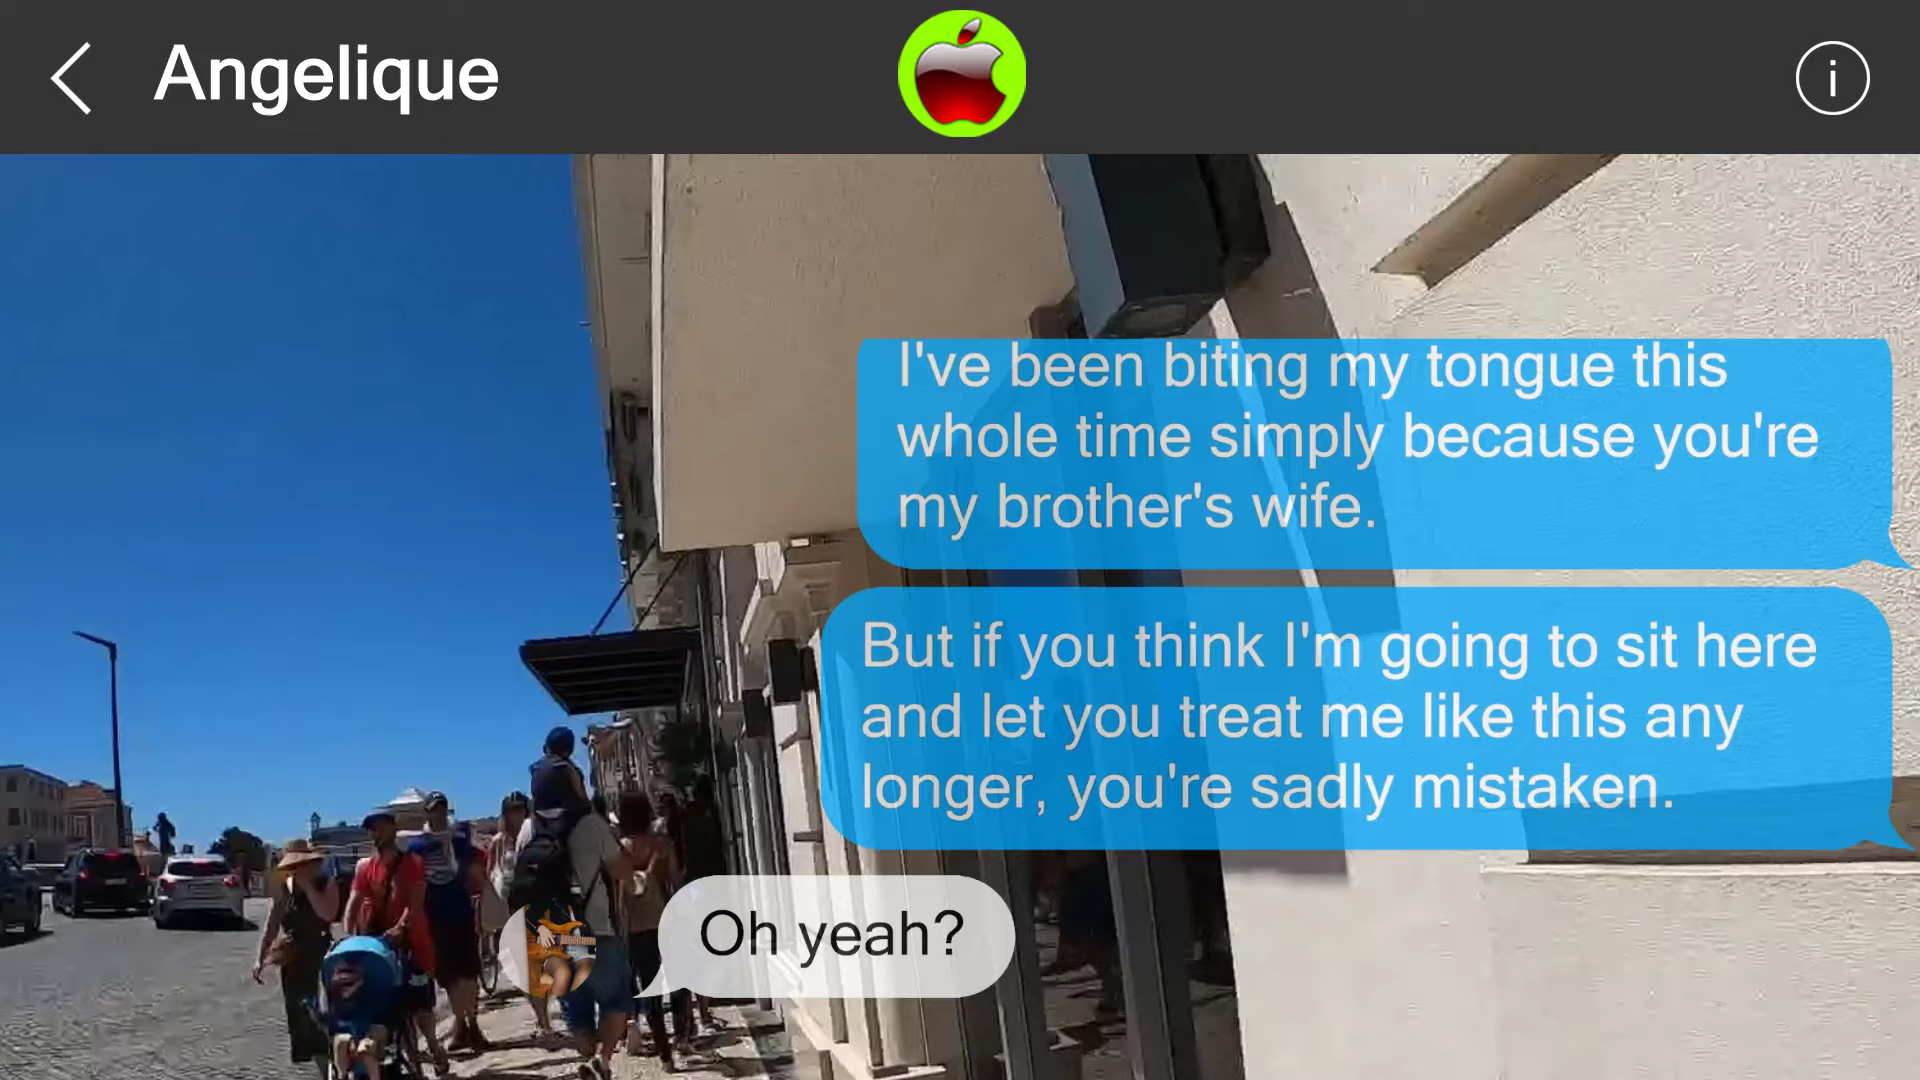 Angelique
I've been biting my tongue this
whole time simply because you're
my brother's wife.
But if you think I'm going to sit here
and let you treat me like this any
longer, you're sadly mistaken.
Oh yeah?